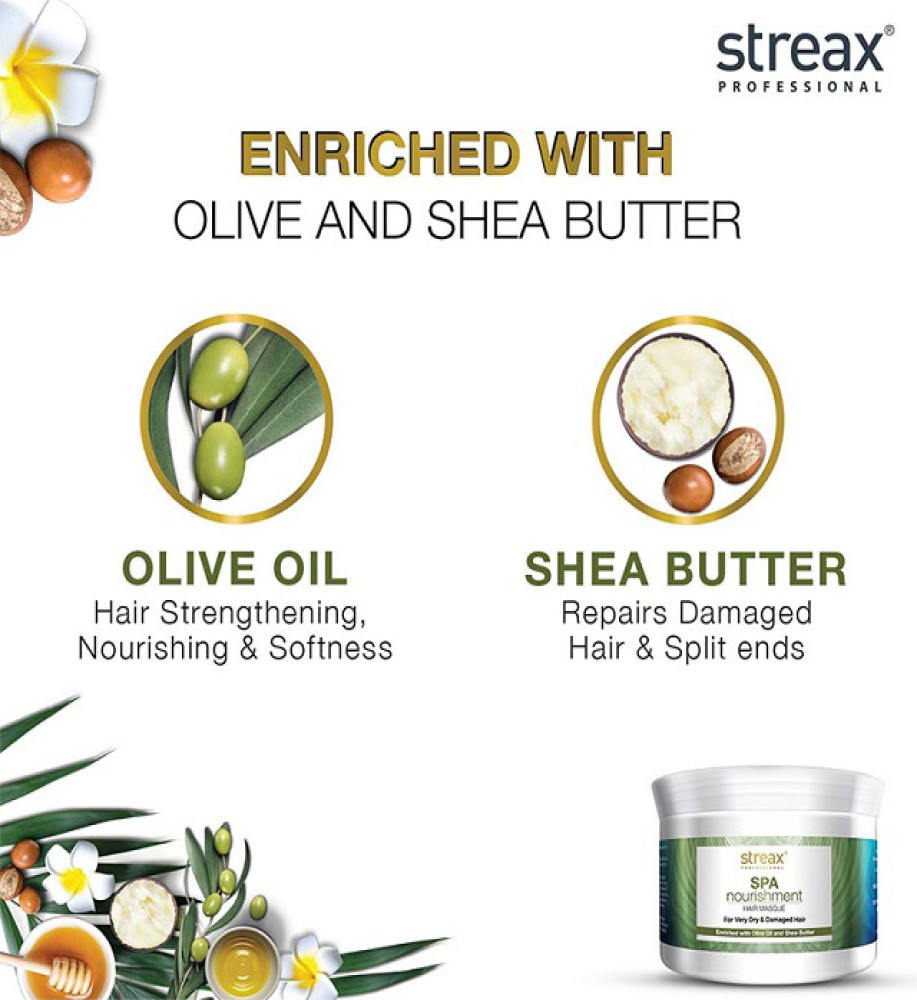 streax®
PROFESSIONAL
ENRICHED WITH
OLIVE AND SHEA BUTTER
OLIVE OIL
Hair Strengthening,
Nourishing & Softness
SHEA BUTTER
Repairs Damaged
Hair & Split ends
streax®
PROFESSIONAL
SPA
nourishment
HAIR MASQUE
For Very Dry & Damaged Hair
Enriched with Olive Oil and Shea Butter